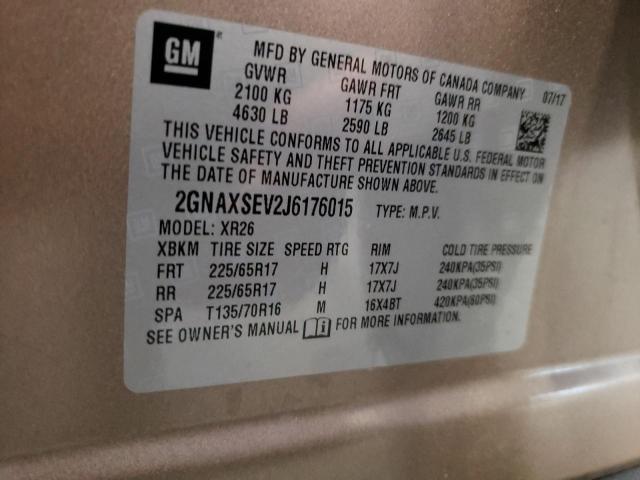 GM
MFD BY GENERAL MOTORS OF CANADA COMPANY
GVWR GAWR FRT GAWR RR 07/17
2100 KG 1175 KG 1200 KG
4630 LB 2590 LB 2645 LB
THIS VEHICLE CONFORMS TO ALL APPLICABLE U.S. FEDERAL MOTOR
VEHICLE SAFETY AND THEFT PREVENTION STANDARDS IN EFFECT ON
THE DATE OF MANUFACTURE SHOWN ABOVE.
2GNAXSEV2J6176015 TYPE: M.P.V.
MODEL: XR26
XBKM TIRE SIZE SPEED RTG RIM COLD TIRE PRESSURE
FRT 225/65R17 H 17X7J 240KPA(35PSI)
RR 225/65R17 H 17X7J 240KPA(35PSI)
SPA T135/70R16 M 16X4BT 420KPA(60PSI)
SEE OWNER'S MANUAL FOR MORE INFORMATION.